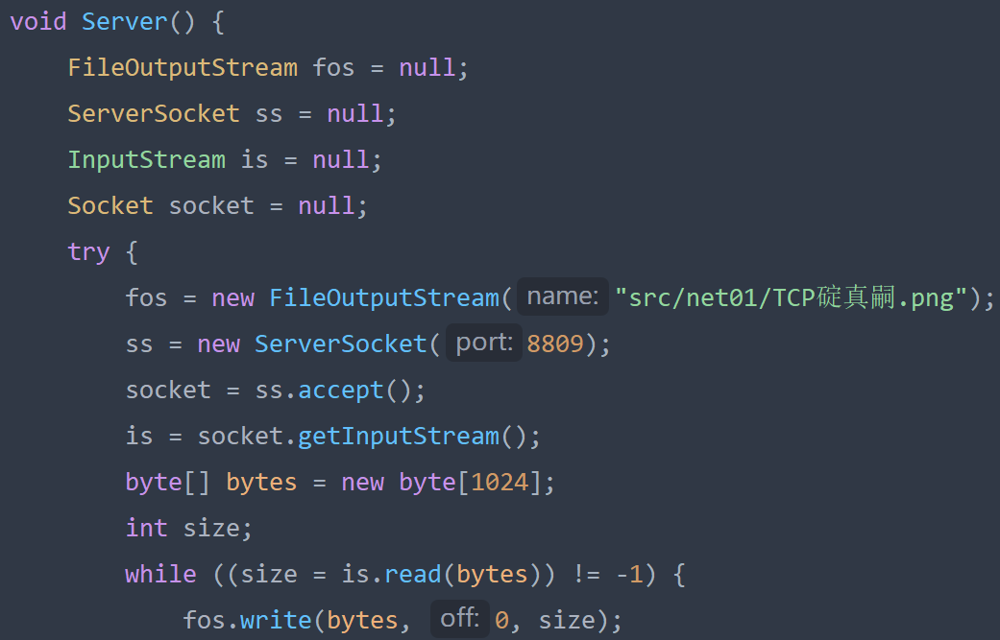 void Server() {
    FileOutputStream fos = null;
    ServerSocket ss = null;
    InputStream is = null;
    Socket socket = null;
    try {
        fos = new FileOutputStream( name: "src/net01/TCP碇真嗣.png");
        ss = new ServerSocket( port: 8809);
        socket = ss.accept();
        is = socket.getInputStream();
        byte[] bytes = new byte[1024];
        int size;
        while ((size = is.read(bytes)) != -1) {
            fos.write(bytes, off: 0, size);